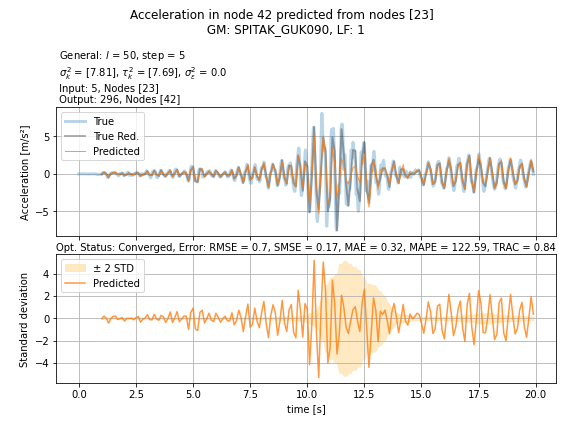 Acceleration in node 42 predicted from nodes [23]
GM: SPITAK_GUK090, LF: 1
General: l = 50, step = 5
σ²ₖ = [7.81], τ²ₖ = [7.69], σ²ₑ = 0.0
Input: 5, Nodes [23]
Output: 296, Nodes [42]
True
True Red.
Predicted
Acceleration [m/s²]
5
0
−5
Opt. Status: Converged, Error: RMSE = 0.7, SMSE = 0.17, MAE = 0.32, MAPE = 122.59, TRAC = 0.84
± 2 STD
Predicted
Standard deviation
4
2
0
−2
−4
0.0 2.5 5.0 7.5 10.0 12.5 15.0 17.5 20.0
time [s]